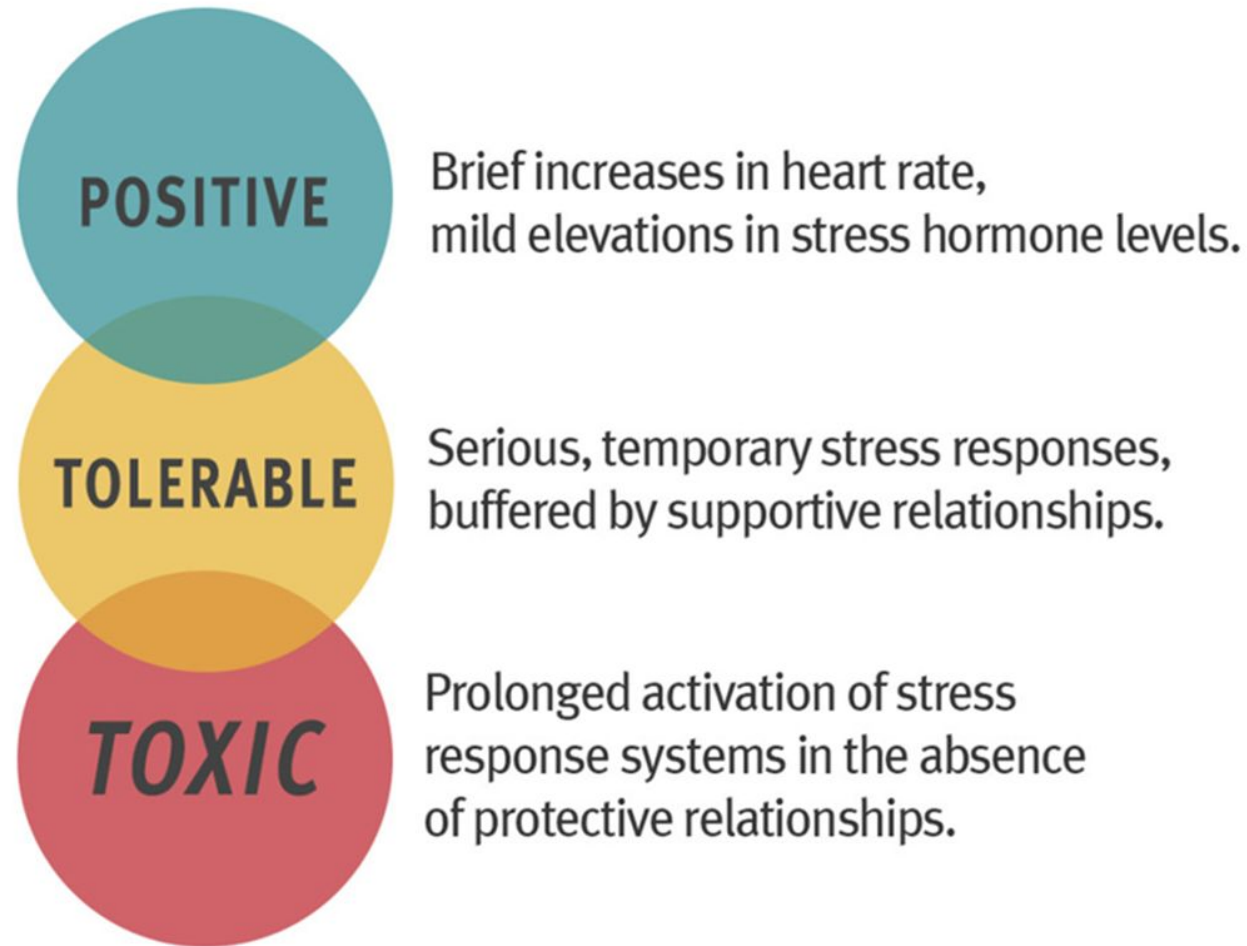 POSITIVE
Brief increases in heart rate,
mild elevations in stress hormone levels.
TOLERABLE
Serious, temporary stress responses,
buffered by supportive relationships.
TOXIC
Prolonged activation of stress
response systems in the absence
of protective relationships.